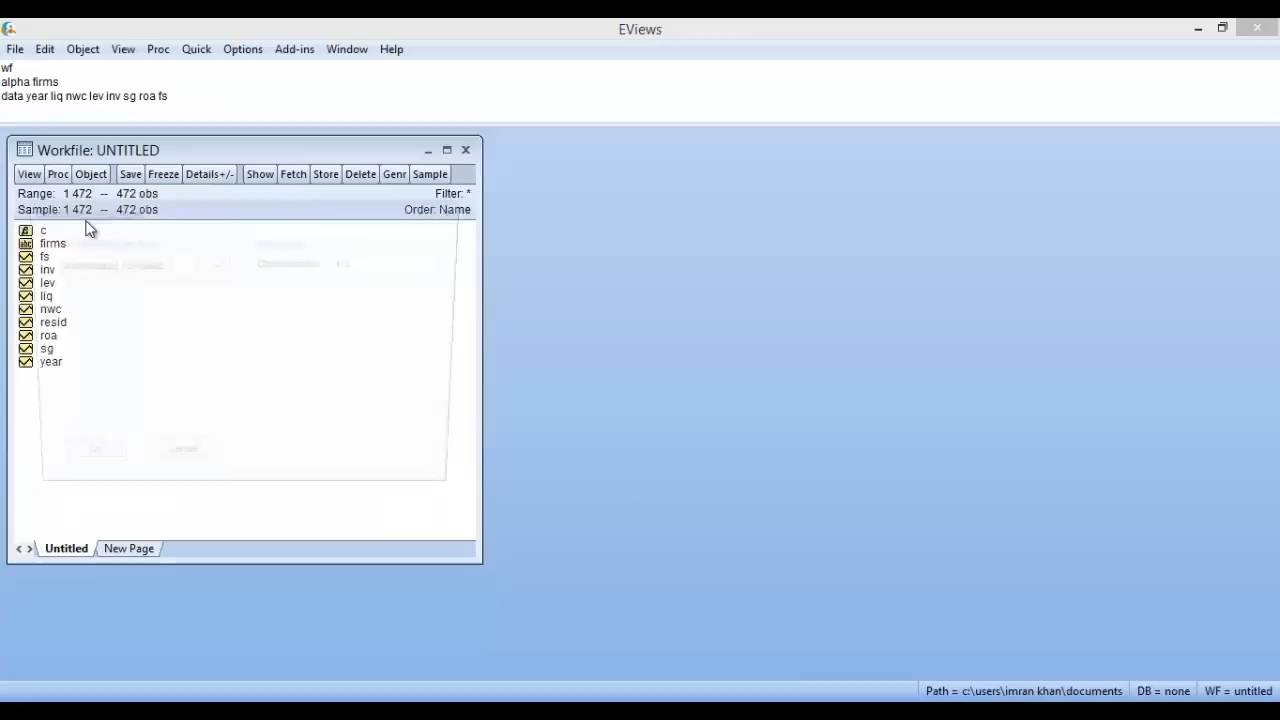 EViews
File Edit Object View Proc Quick Options Add-ins Window Help
wf
alpha firms
data year liq nwc lev inv sg roa fs
Workfile: UNTITLED
View Proc Object Save Freeze Details+/- Show Fetch Store Delete Genr Sample
Range: 1 472 -- 472 obs Filter: *
Sample: 1 472 -- 472 obs Order: Name
c
firms
fs
inv
lev
liq
nwc
resid
roa
sg
year
Untitled New Page
Path = c:\users\imran khan\documents DB = none WF = untitled